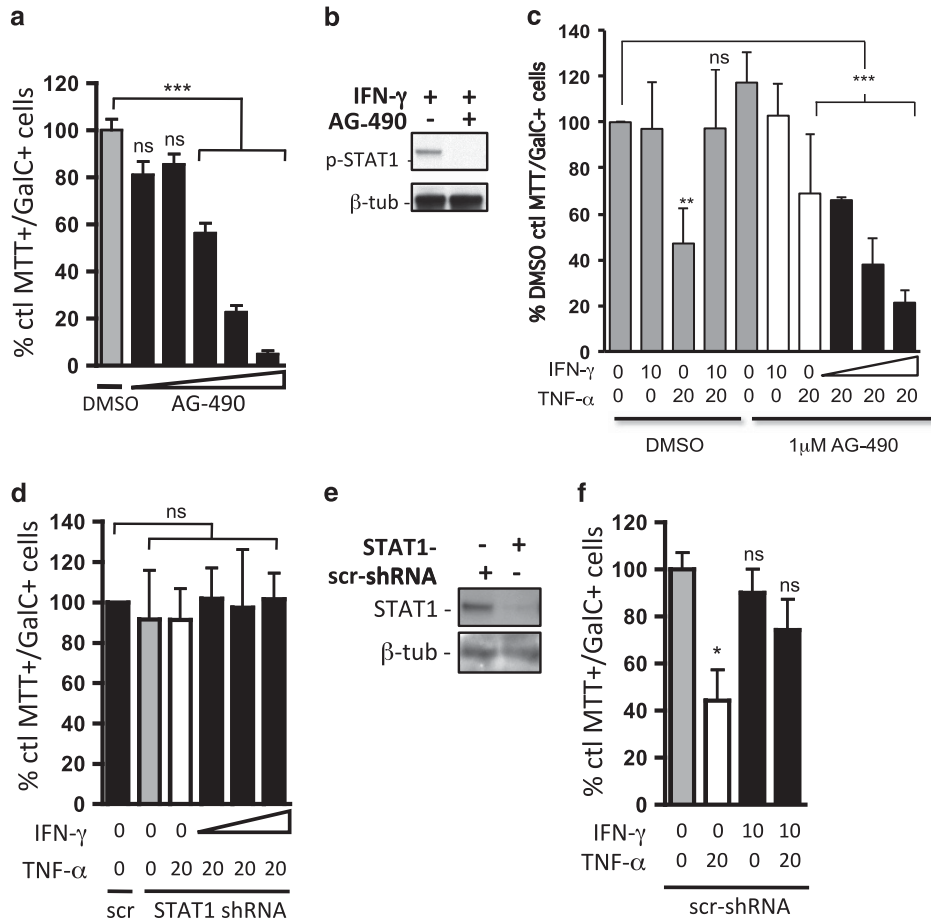 a
% ctl MTT+/GalC+ cells
120
100
80
60
40
20
0
***
ns ns
DMSO AG-490
b
IFN-γ + +
AG-490 - +
p-STAT1 -
β-tub -
c
% DMSO ctl MTT/GalC+ cells
140
120
100
80
60
40
20
0
ns
***
**
IFN-γ 0 10 0 10 0 10 0
TNF-α 0 0 20 20 0 0 20 20 20 20
DMSO 1μM AG-490
d
% ctl MTT+/GalC+ cells
140
120
100
80
60
40
20
0
ns
IFN-γ 0 0 0
TNF-α 0 0 20 20 20 20
scr STAT1 shRNA
e
STAT1- - +
scr-shRNA + -
STAT1 -
β-tub -
f
% ctl MTT+/GalC+ cells
120
100
80
60
40
20
0
*
ns
ns
IFN-γ 0 0 10 10
TNF-α 0 20 0 20
scr-shRNA